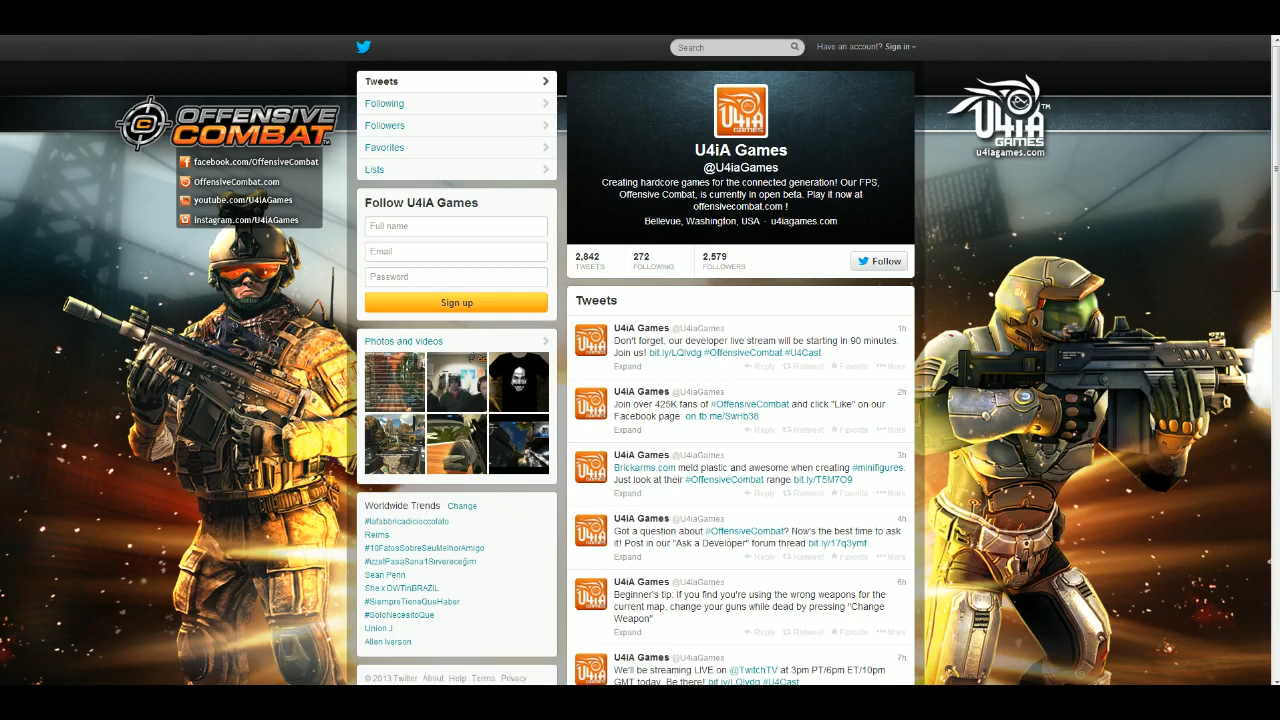 Search
Have an account? Sign in
OFFENSIVE
COMBAT
TM
facebook.com/OffensiveCombat
OffensiveCombat.com
youtube.com/U4iAGames
instagram.com/U4iAGames
Tweets
Following
Followers
Favorites
Lists
Follow U4iA Games
Full name
Email
Password
Sign up
Photos and videos
Worldwide Trends Change
#lafabbricadicioccolato
Reims
#10FatosSobreSeuMelhorAmigo
#izzetPasaSana1Sırvereceğim
Sean Penn
She x DWTinBRAZIL
#SiempreTieneQueHaber
#SoloNecesitoQue
Union J
Allen Iverson
© 2013 Twitter About Help Terms Privacy
U4iA
GAMES
U4iA Games
@U4iaGames
Creating hardcore games for the connected generation! Our FPS,
Offensive Combat, is currently in open beta. Play it now at
offensivecombat.com !
Bellevue, Washington, USA · u4iagames.com
2,842
TWEETS
272
FOLLOWING
2,579
FOLLOWERS
Follow
Tweets
U4iA Games @U4iaGames 1h
Don't forget, our developer live stream will be starting in 90 minutes.
Join us! bit.ly/LQlvdg #OffensiveCombat #U4Cast
Expand Reply Retweet Favorite More
U4iA Games @U4iaGames 2h
Join over 425K fans of #OffensiveCombat and click "Like" on our
Facebook page: on.fb.me/SwHb38
Expand Reply Retweet Favorite More
U4iA Games @U4iaGames 3h
Brickarms.com meld plastic and awesome when creating #minifigures.
Just look at their #OffensiveCombat range bit.ly/T5M7O9
Expand Reply Retweet Favorite More
U4iA Games @U4iaGames 4h
Got a question about #OffensiveCombat? Now's the best time to ask
it! Post in our "Ask a Developer" forum thread bit.ly/17q3ymf
Expand Reply Retweet Favorite More
U4iA Games @U4iaGames 6h
Beginner's tip: If you find you're using the wrong weapons for the
current map, change your guns while dead by pressing "Change
Weapon"
Expand Reply Retweet Favorite More
U4iA Games @U4iaGames 7h
We'll be streaming LIVE on @TwitchTV at 3pm PT/6pm ET/10pm
GMT today. Be there! bit.ly/LQlvdg #U4Cast
U4iA
TM
GAMES
u4iagames.com